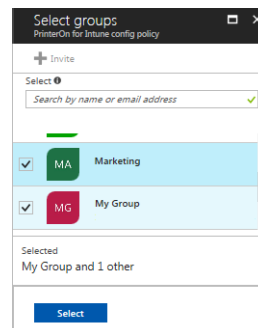 Select groups
PrinterOn for Intune config policy
Invite
Select
Search by name or email address
MA Marketing
MG My Group
Selected
My Group and 1 other
Select